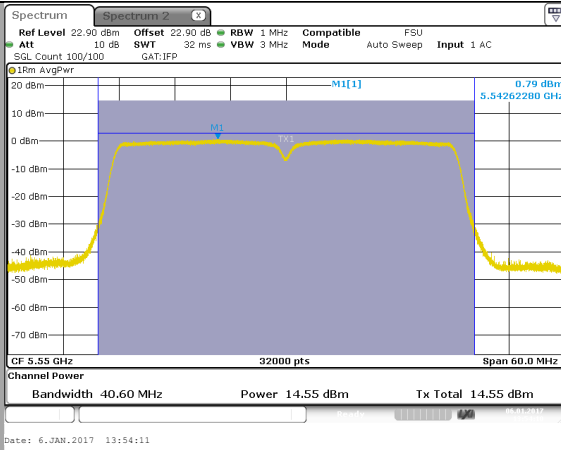 Spectrum Spectrum 2 X
Ref Level 22.90 dBm Offset 22.90 dB RBW 1 MHz Compatible FSU
Att 10 dB SWT 32 ms VBW 3 MHz Mode Auto Sweep Input 1 AC
SGL Count 100/100 GAT:IFP
1Rm AvgPwr
M1[1] 0.79 dBm
20 dBm
5.54262280 GHz
10 dBm
M1
TX1
0 dBm
-10 dBm
-20 dBm
-30 dBm
-40 dBm
-50 dBm
-60 dBm
-70 dBm
CF 5.55 GHz 32000 pts Span 60.0 MHz
Channel Power
Bandwidth 40.60 MHz Power 14.55 dBm Tx Total 14.55 dBm
Ready 06.01.2017
Date: 6.JAN.2017 13:54:11